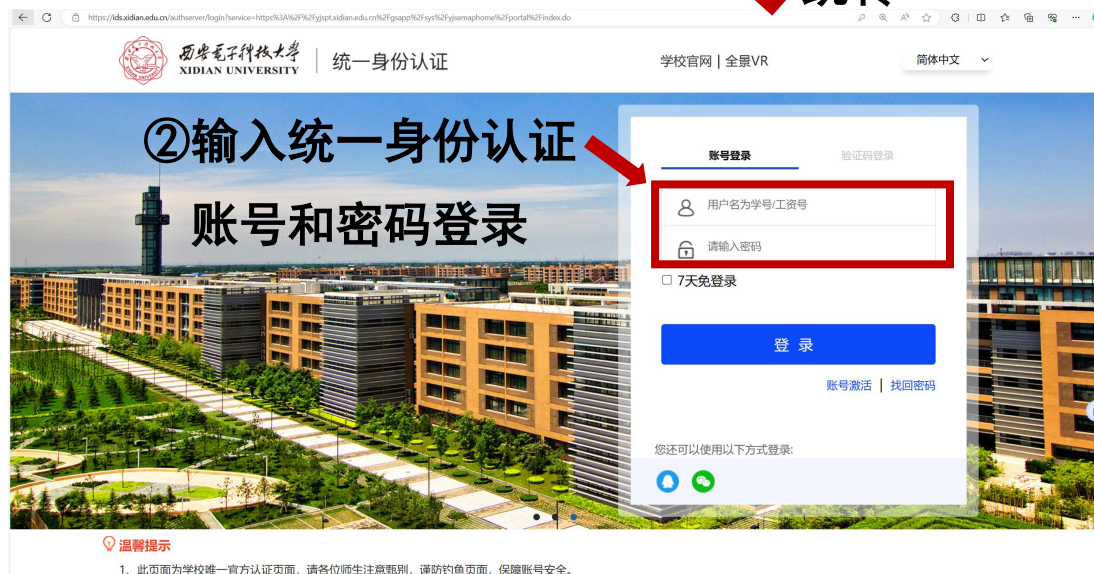 跳转
https://ids.xidian.edu.cn/authserver/login?service=https%3A%2F%2Fyjspt.xidian.edu.cn%2Fgsapp%2Fsys%2Fyjsemaphome%2Fportal%2Findex.do
西安电子科技大学
XIDIAN UNIVERSITY
统一身份认证
学校官网 | 全景VR
简体中文
②输入统一身份认证
账号和密码登录
账号登录
验证码登录
用户名为学号/工资号
请输入密码
7天免登录
登 录
账号激活 | 找回密码
您还可以使用以下方式登录:
温馨提示
1、此页面为学校唯一官方认证页面，请各位师生注意甄别，谨防钓鱼页面，保障账号安全。